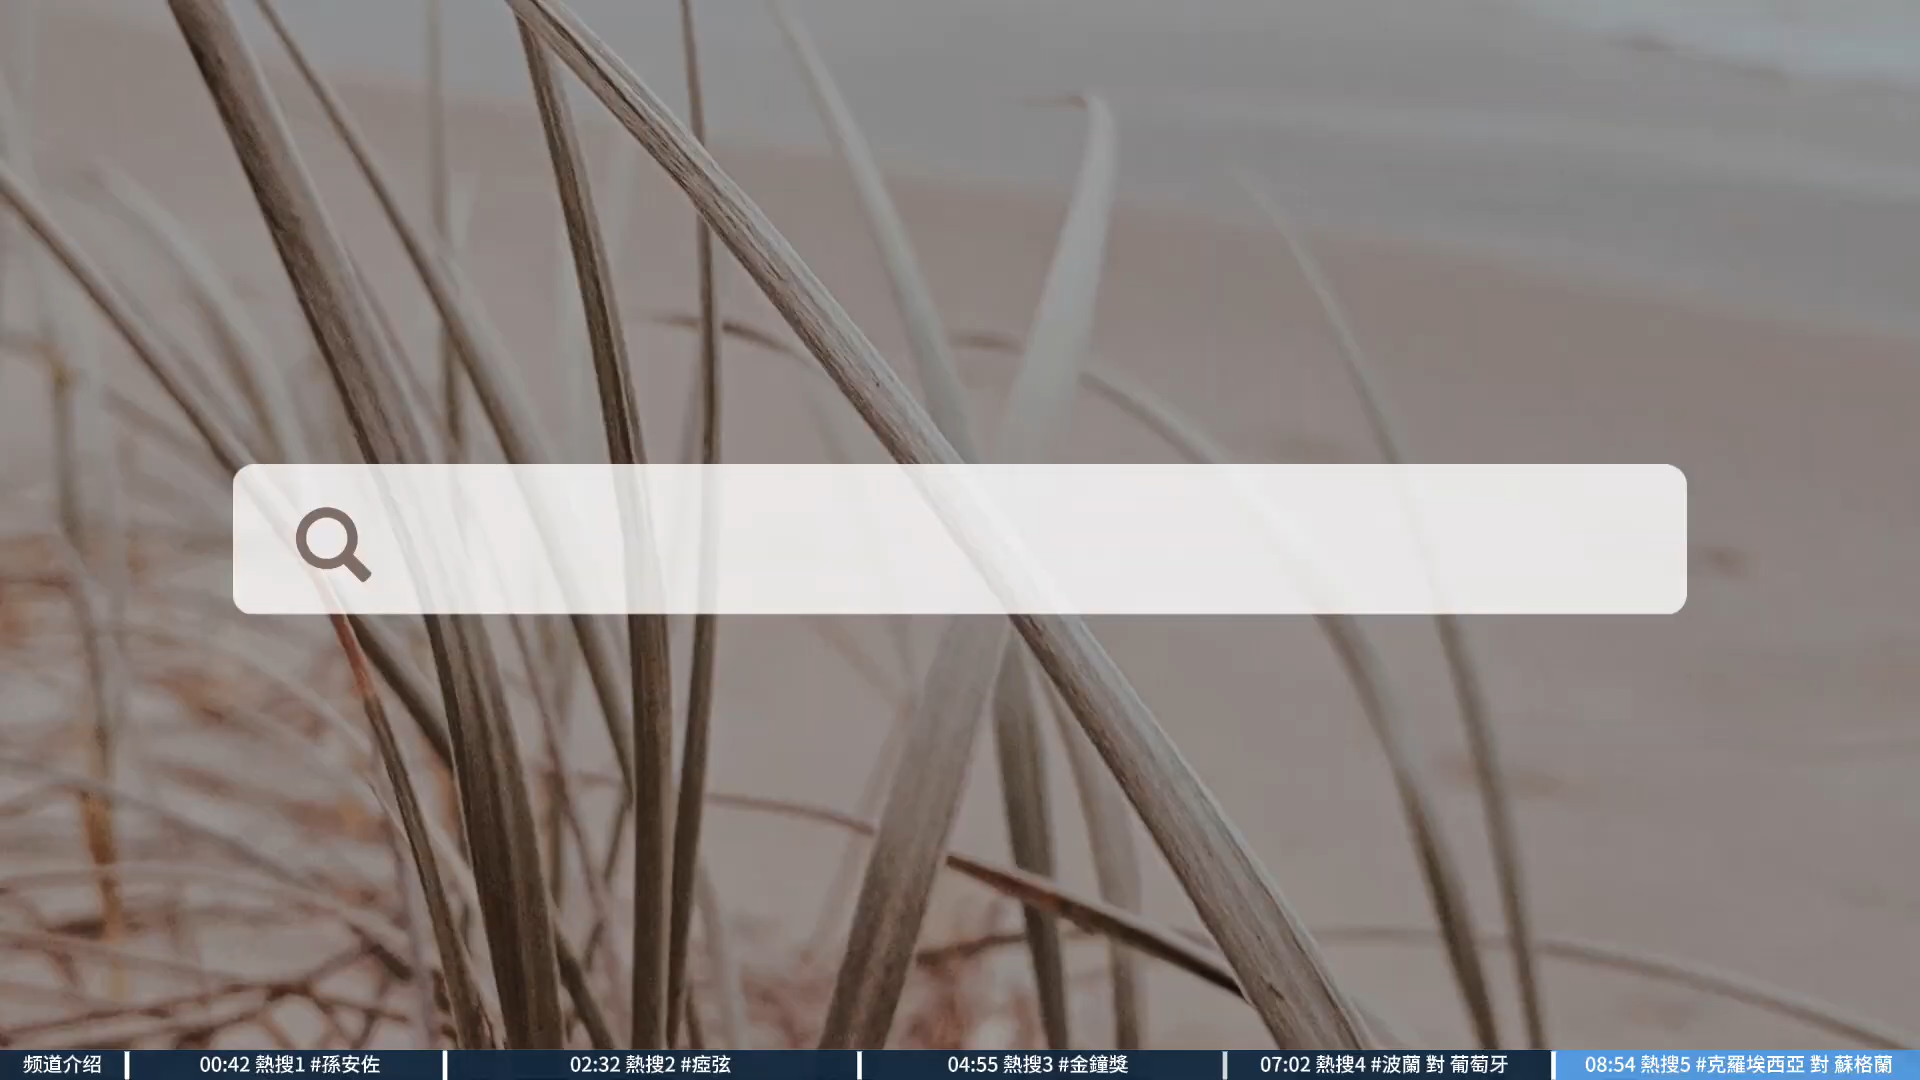 频道介绍
00:42 熱搜1 #孫安佐
02:32 熱搜2 #瘂弦
04:55 熱搜3 #金鐘獎
07:02 熱搜4 #波蘭 對 葡萄牙
08:54 熱搜5 #克羅埃西亞 對 蘇格蘭